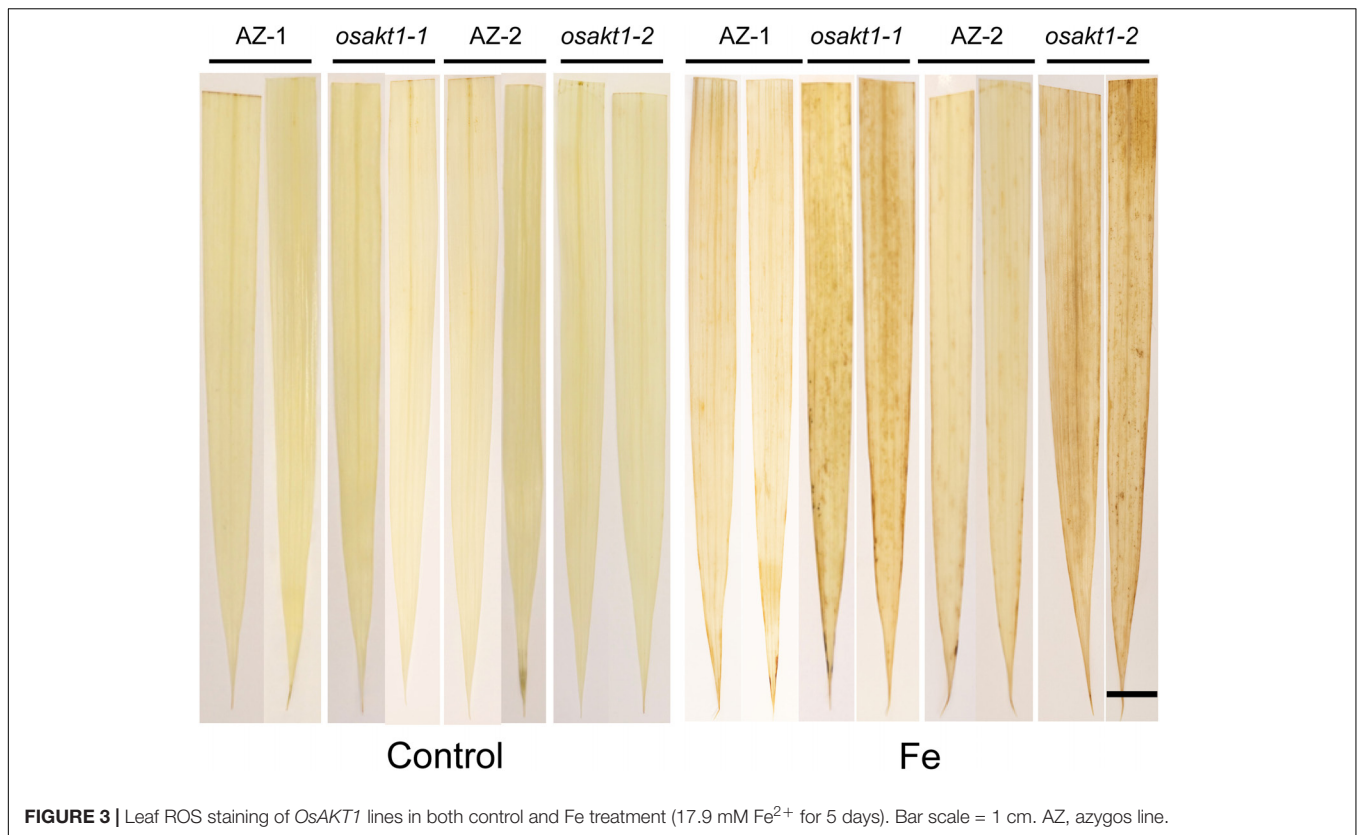 AZ-1 osakt1-1 AZ-2 osakt1-2 AZ-1 osakt1-1 AZ-2 osakt1-2
Control Fe
FIGURE 3 | Leaf ROS staining of OsAKT1 lines in both control and Fe treatment (17.9 mM Fe²⁺ for 5 days). Bar scale = 1 cm. AZ, azygos line.